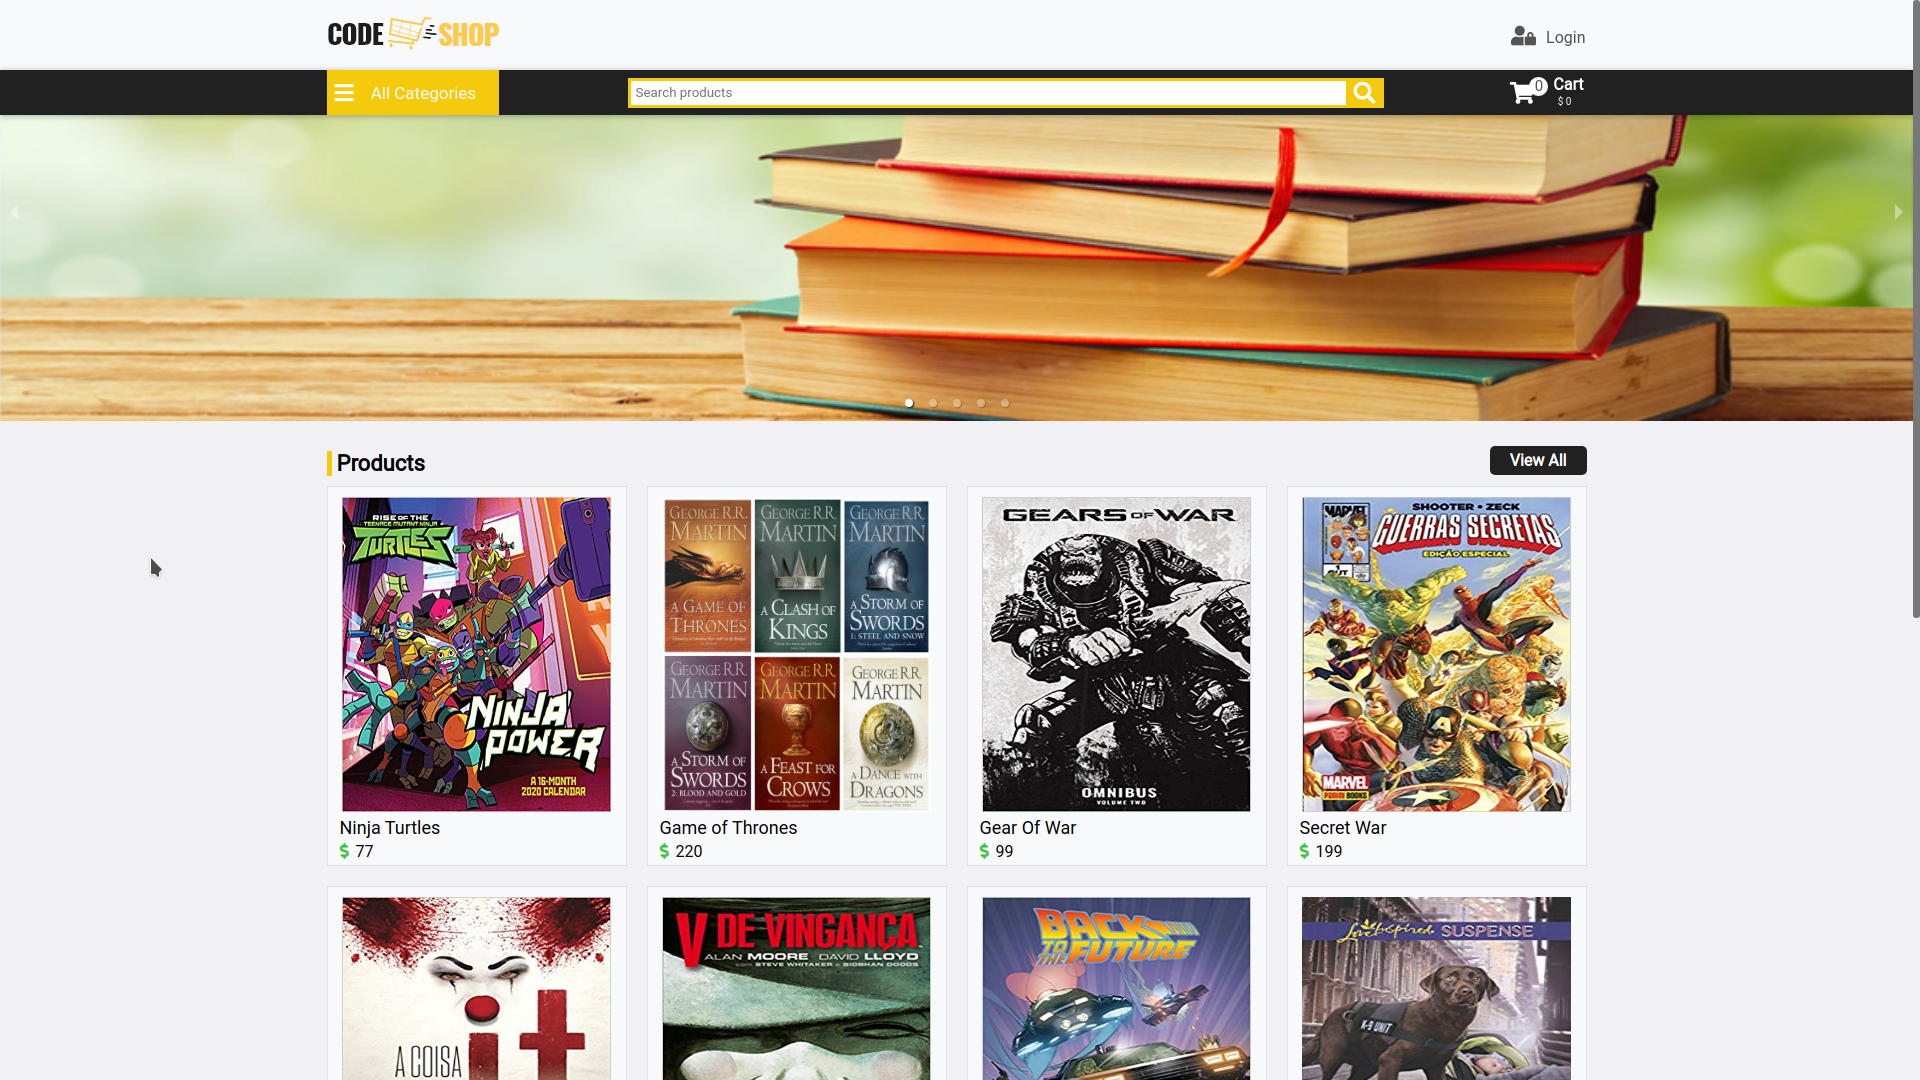 CODE SHOP
Login
All Categories
Search products
0
Cart
$ 0
Products
View All
RISE OF THE
TEENAGE MUTANT NINJA
TURTLES
NINJA
POWER
A 16-MONTH
2020 CALENDAR
Ninja Turtles
$ 77
GEORGE R.R.
MARTIN
A GAME OF
THRONES
GEORGE R.R.
MARTIN
A CLASH OF
KINGS
GEORGE R.R.
MARTIN
A STORM OF
SWORDS
1: STEEL AND SNOW
GEORGE R.R.
MARTIN
A STORM OF
SWORDS
2: BLOOD AND GOLD
GEORGE R.R.
MARTIN
A FEAST FOR
CROWS
GEORGE R.R.
MARTIN
A DANCE WITH
DRAGONS
Game of Thrones
$ 220
GEARS OF WAR
OMNIBUS
VOLUME TWO
Gear Of War
$ 99
MARVEL
SHOOTER • ZECK
GUERRAS SECRETAS
EDIÇÃO ESPECIAL
MARVEL
PANINI BOOKS
Secret War
$ 199
A COISA
it
V DE VINGANÇA
ALAN MOORE DAVID LLOYD
COM STEVE WHITAKER e SIOBHAN DODDS
BACK
TO THE FUTURE
Love Inspired SUSPENSE
K-9 UNIT